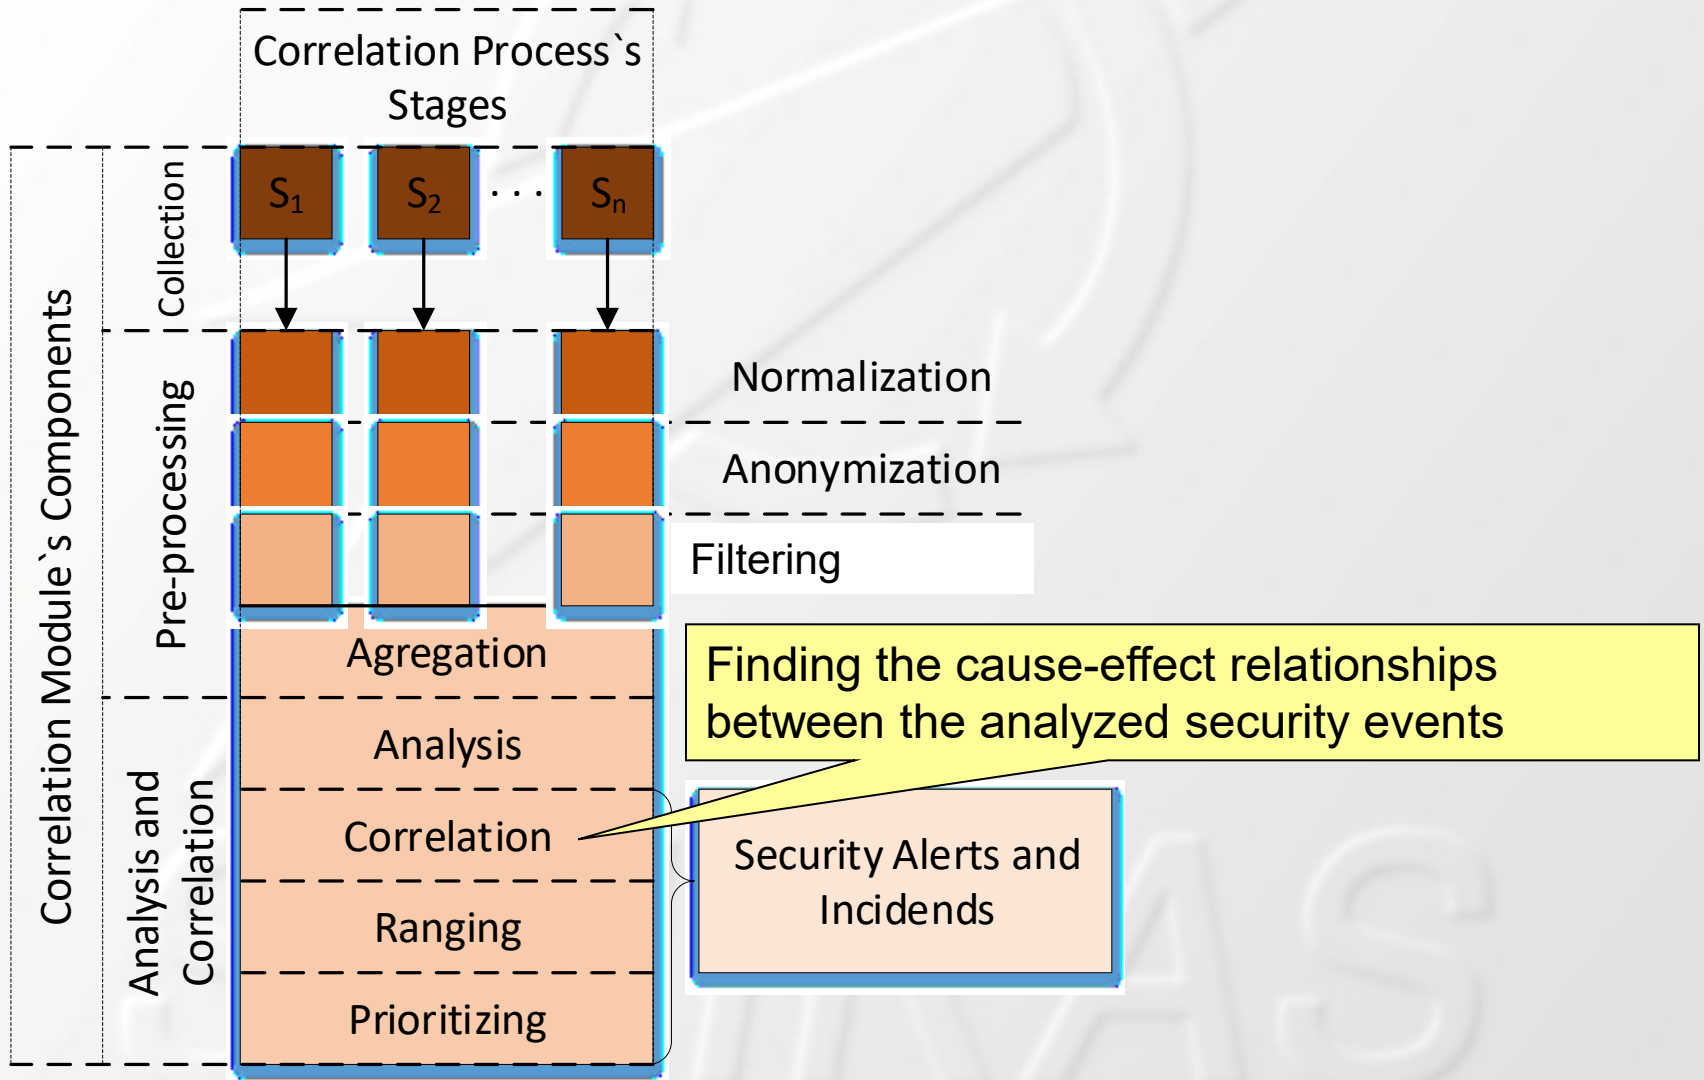 Correlation Process`s
Stages
Correlation Module`s Components
Collection
S1
S2
. . .
Sn
Pre-processing
Normalization
Anonymization
Filtering
Agregation
Analysis and
Correlation
Analysis
Correlation
Ranging
Prioritizing
Finding the cause-effect relationships
between the analyzed security events
Security Alerts and
Incidends